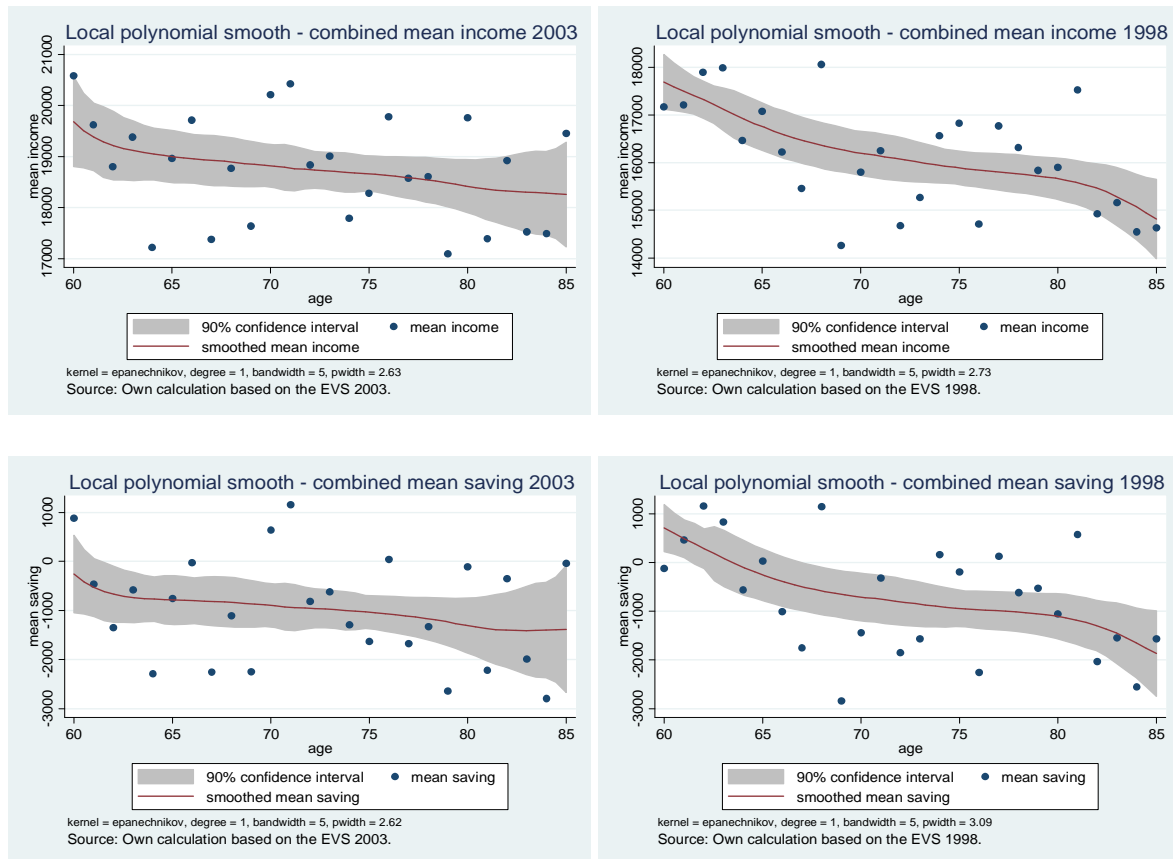 Local polynomial smooth - combined mean income 2003
mean income
21000
20000
19000
18000
17000
60 65 70 75 80 85
age
90% confidence interval mean income
smoothed mean income
kernel = epanechnikov, degree = 1, bandwidth = 5, pwidth = 2.63
Source: Own calculation based on the EVS 2003.
Local polynomial smooth - combined mean income 1998
mean income
18000
17000
16000
15000
14000
60 65 70 75 80 85
age
90% confidence interval mean income
smoothed mean income
kernel = epanechnikov, degree = 1, bandwidth = 5, pwidth = 2.73
Source: Own calculation based on the EVS 1998.
Local polynomial smooth - combined mean saving 2003
mean saving
1000
0
-1000
-2000
-3000
60 65 70 75 80 85
age
90% confidence interval mean saving
smoothed mean saving
kernel = epanechnikov, degree = 1, bandwidth = 5, pwidth = 2.62
Source: Own calculation based on the EVS 2003.
Local polynomial smooth - combined mean saving 1998
mean saving
1000
0
-1000
-2000
-3000
60 65 70 75 80 85
age
90% confidence interval mean saving
smoothed mean saving
kernel = epanechnikov, degree = 1, bandwidth = 5, pwidth = 3.09
Source: Own calculation based on the EVS 1998.